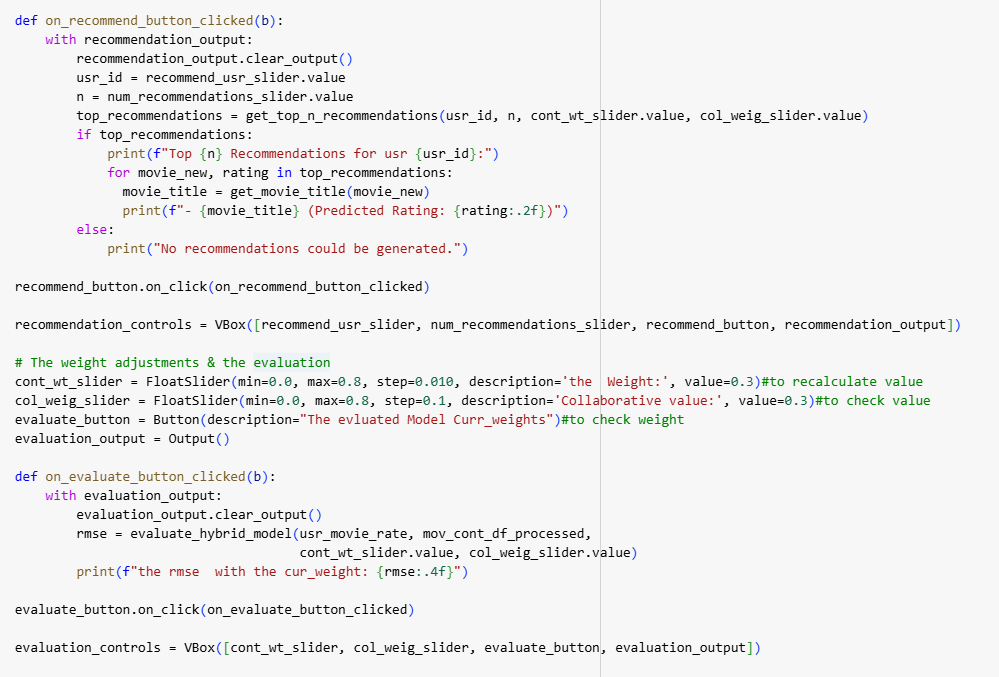 def on_recommend_button_clicked(b):
    with recommendation_output:
        recommendation_output.clear_output()
        usr_id = recommend_usr_slider.value
        n = num_recommendations_slider.value
        top_recommendations = get_top_n_recommendations(usr_id, n, cont_wt_slider.value, col_weig_slider.value)
        if top_recommendations:
            print(f"Top {n} Recommendations for usr {usr_id}:")
            for movie_new, rating in top_recommendations:
              movie_title = get_movie_title(movie_new)
              print(f"- {movie_title} (Predicted Rating: {rating:.2f})")
        else:
            print("No recommendations could be generated.")

recommend_button.on_click(on_recommend_button_clicked)

recommendation_controls = VBox([recommend_usr_slider, num_recommendations_slider, recommend_button, recommendation_output])

# The weight adjustments & the evaluation
cont_wt_slider = FloatSlider(min=0.0, max=0.8, step=0.010, description='the  Weight:', value=0.3)#to recalculate value
col_weig_slider = FloatSlider(min=0.0, max=0.8, step=0.1, description='Collaborative value:', value=0.3)#to check value
evaluate_button = Button(description="The evluated Model Curr_weights")#to check weight
evaluation_output = Output()

def on_evaluate_button_clicked(b):
    with evaluation_output:
        evaluation_output.clear_output()
        rmse = evaluate_hybrid_model(usr_movie_rate, mov_cont_df_processed,
                                     cont_wt_slider.value, col_weig_slider.value)
        print(f"the rmse  with the cur_weight: {rmse:.4f}")

evaluate_button.on_click(on_evaluate_button_clicked)

evaluation_controls = VBox([cont_wt_slider, col_weig_slider, evaluate_button, evaluation_output])